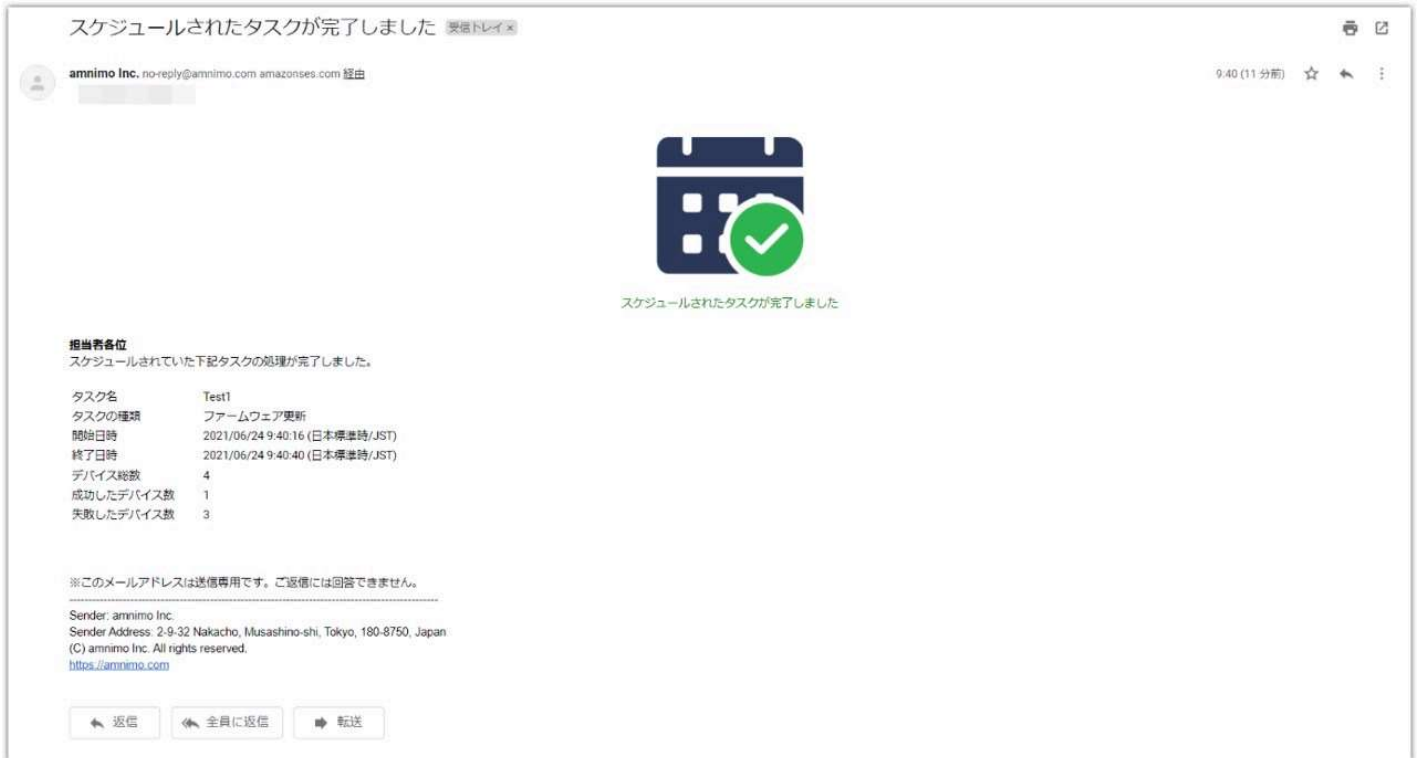 スケジュールされたタスクが完了しました 受信トレイ ×
amnimo Inc. no-reply@amnimo.com amazonses.com 経由 9:40 (11 分前)
スケジュールされたタスクが完了しました
担当者各位
スケジュールされていた下記タスクの処理が完了しました。
タスク名 Test1
タスクの種類 ファームウェア更新
開始日時 2021/06/24 9:40:16 (日本標準時/JST)
終了日時 2021/06/24 9:40:40 (日本標準時/JST)
デバイス総数 4
成功したデバイス数 1
失敗したデバイス数 3
※このメールアドレスは送信専用です。ご返信には回答できません。
Sender: amnimo Inc.
Sender Address: 2-9-32 Nakacho, Musashino-shi, Tokyo, 180-8750, Japan
(C) amnimo Inc. All rights reserved.
https://amnimo.com
返信 全員に返信 転送